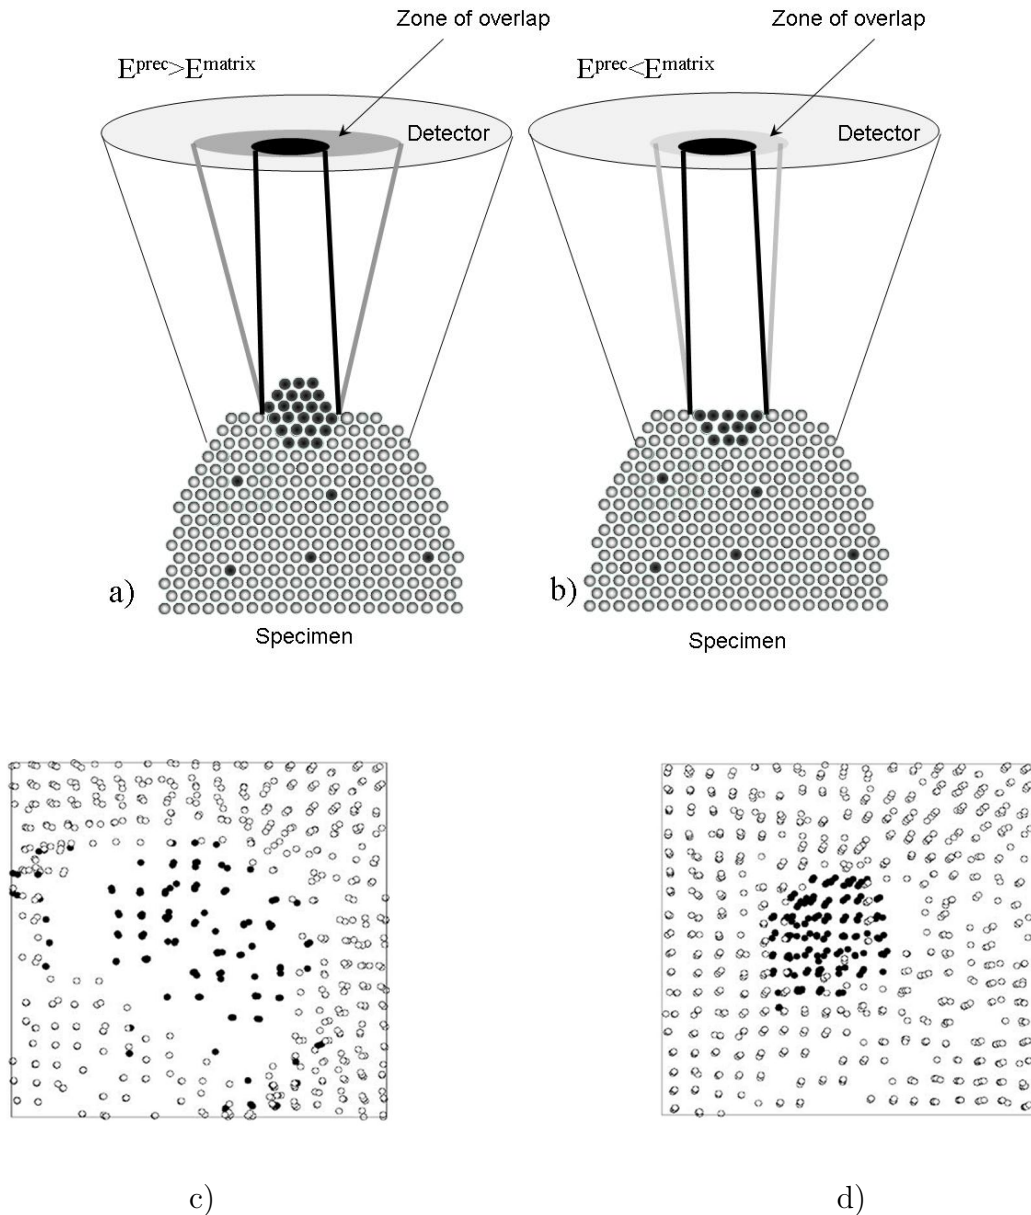 Zone of overlap
Zone of overlap
E^prec>E^matrix
E^prec<E^matrix
Detector
Detector
a)
b)
Specimen
Specimen
c)
d)